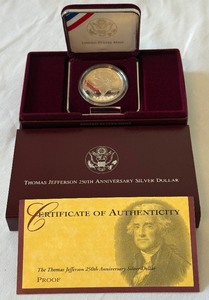 THOMAS JEFFERSON 250TH ANNIVERSARY SILVER DOLLAR
CERTIFICATE OF AUTHENTICITY
The Thomas Jefferson 250th Anniversary Silver Dollar
PROOF